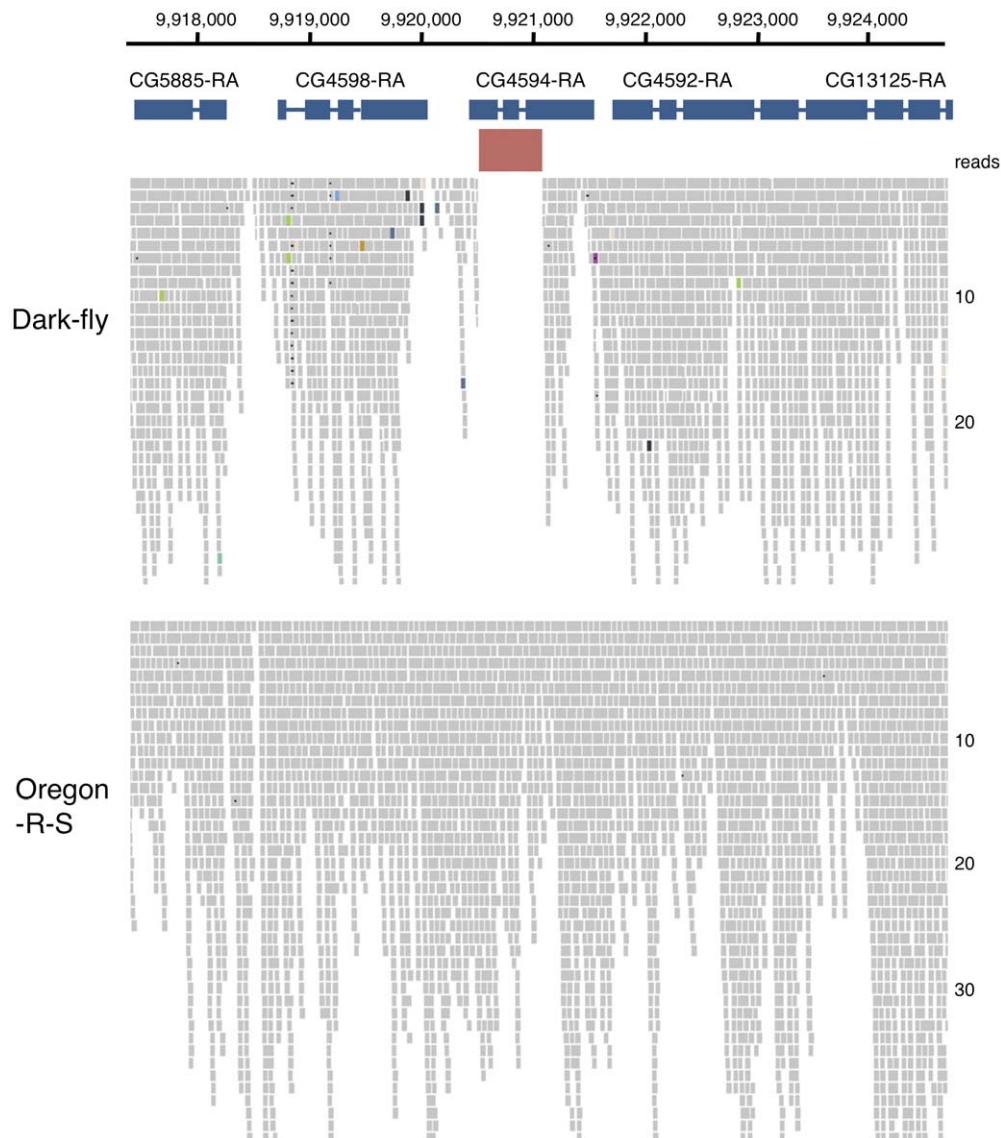 9,918,000 9,919,000 9,920,000 9,921,000 9,922,000 9,923,000 9,924,000
CG5885-RA CG4598-RA CG4594-RA CG4592-RA CG13125-RA
reads
10
Dark-fly
20
10
Oregon
-R-S
20
30